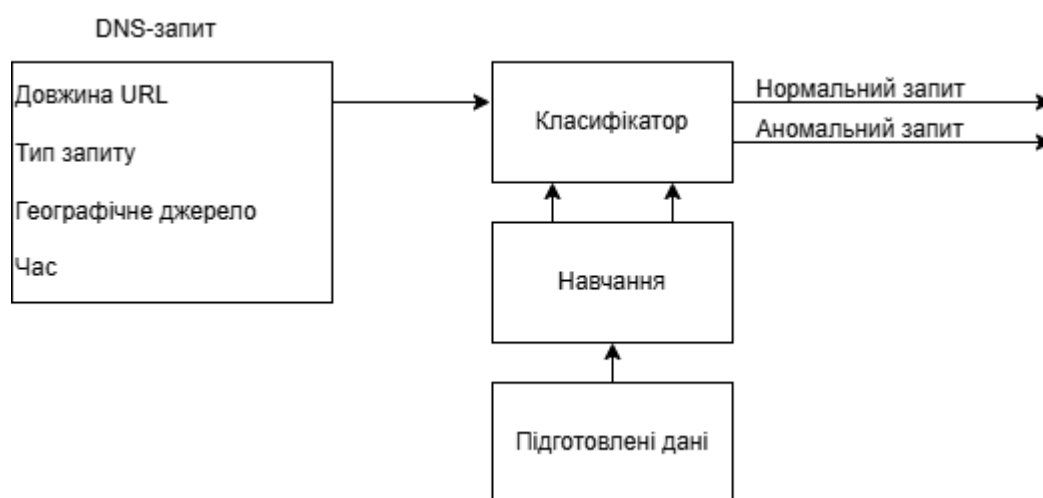 DNS-запит
Довжина URL
Тип запиту
Географічне джерело
Час
Класифікатор
Нормальний запит
Аномальний запит
Навчання
Підготовлені дані